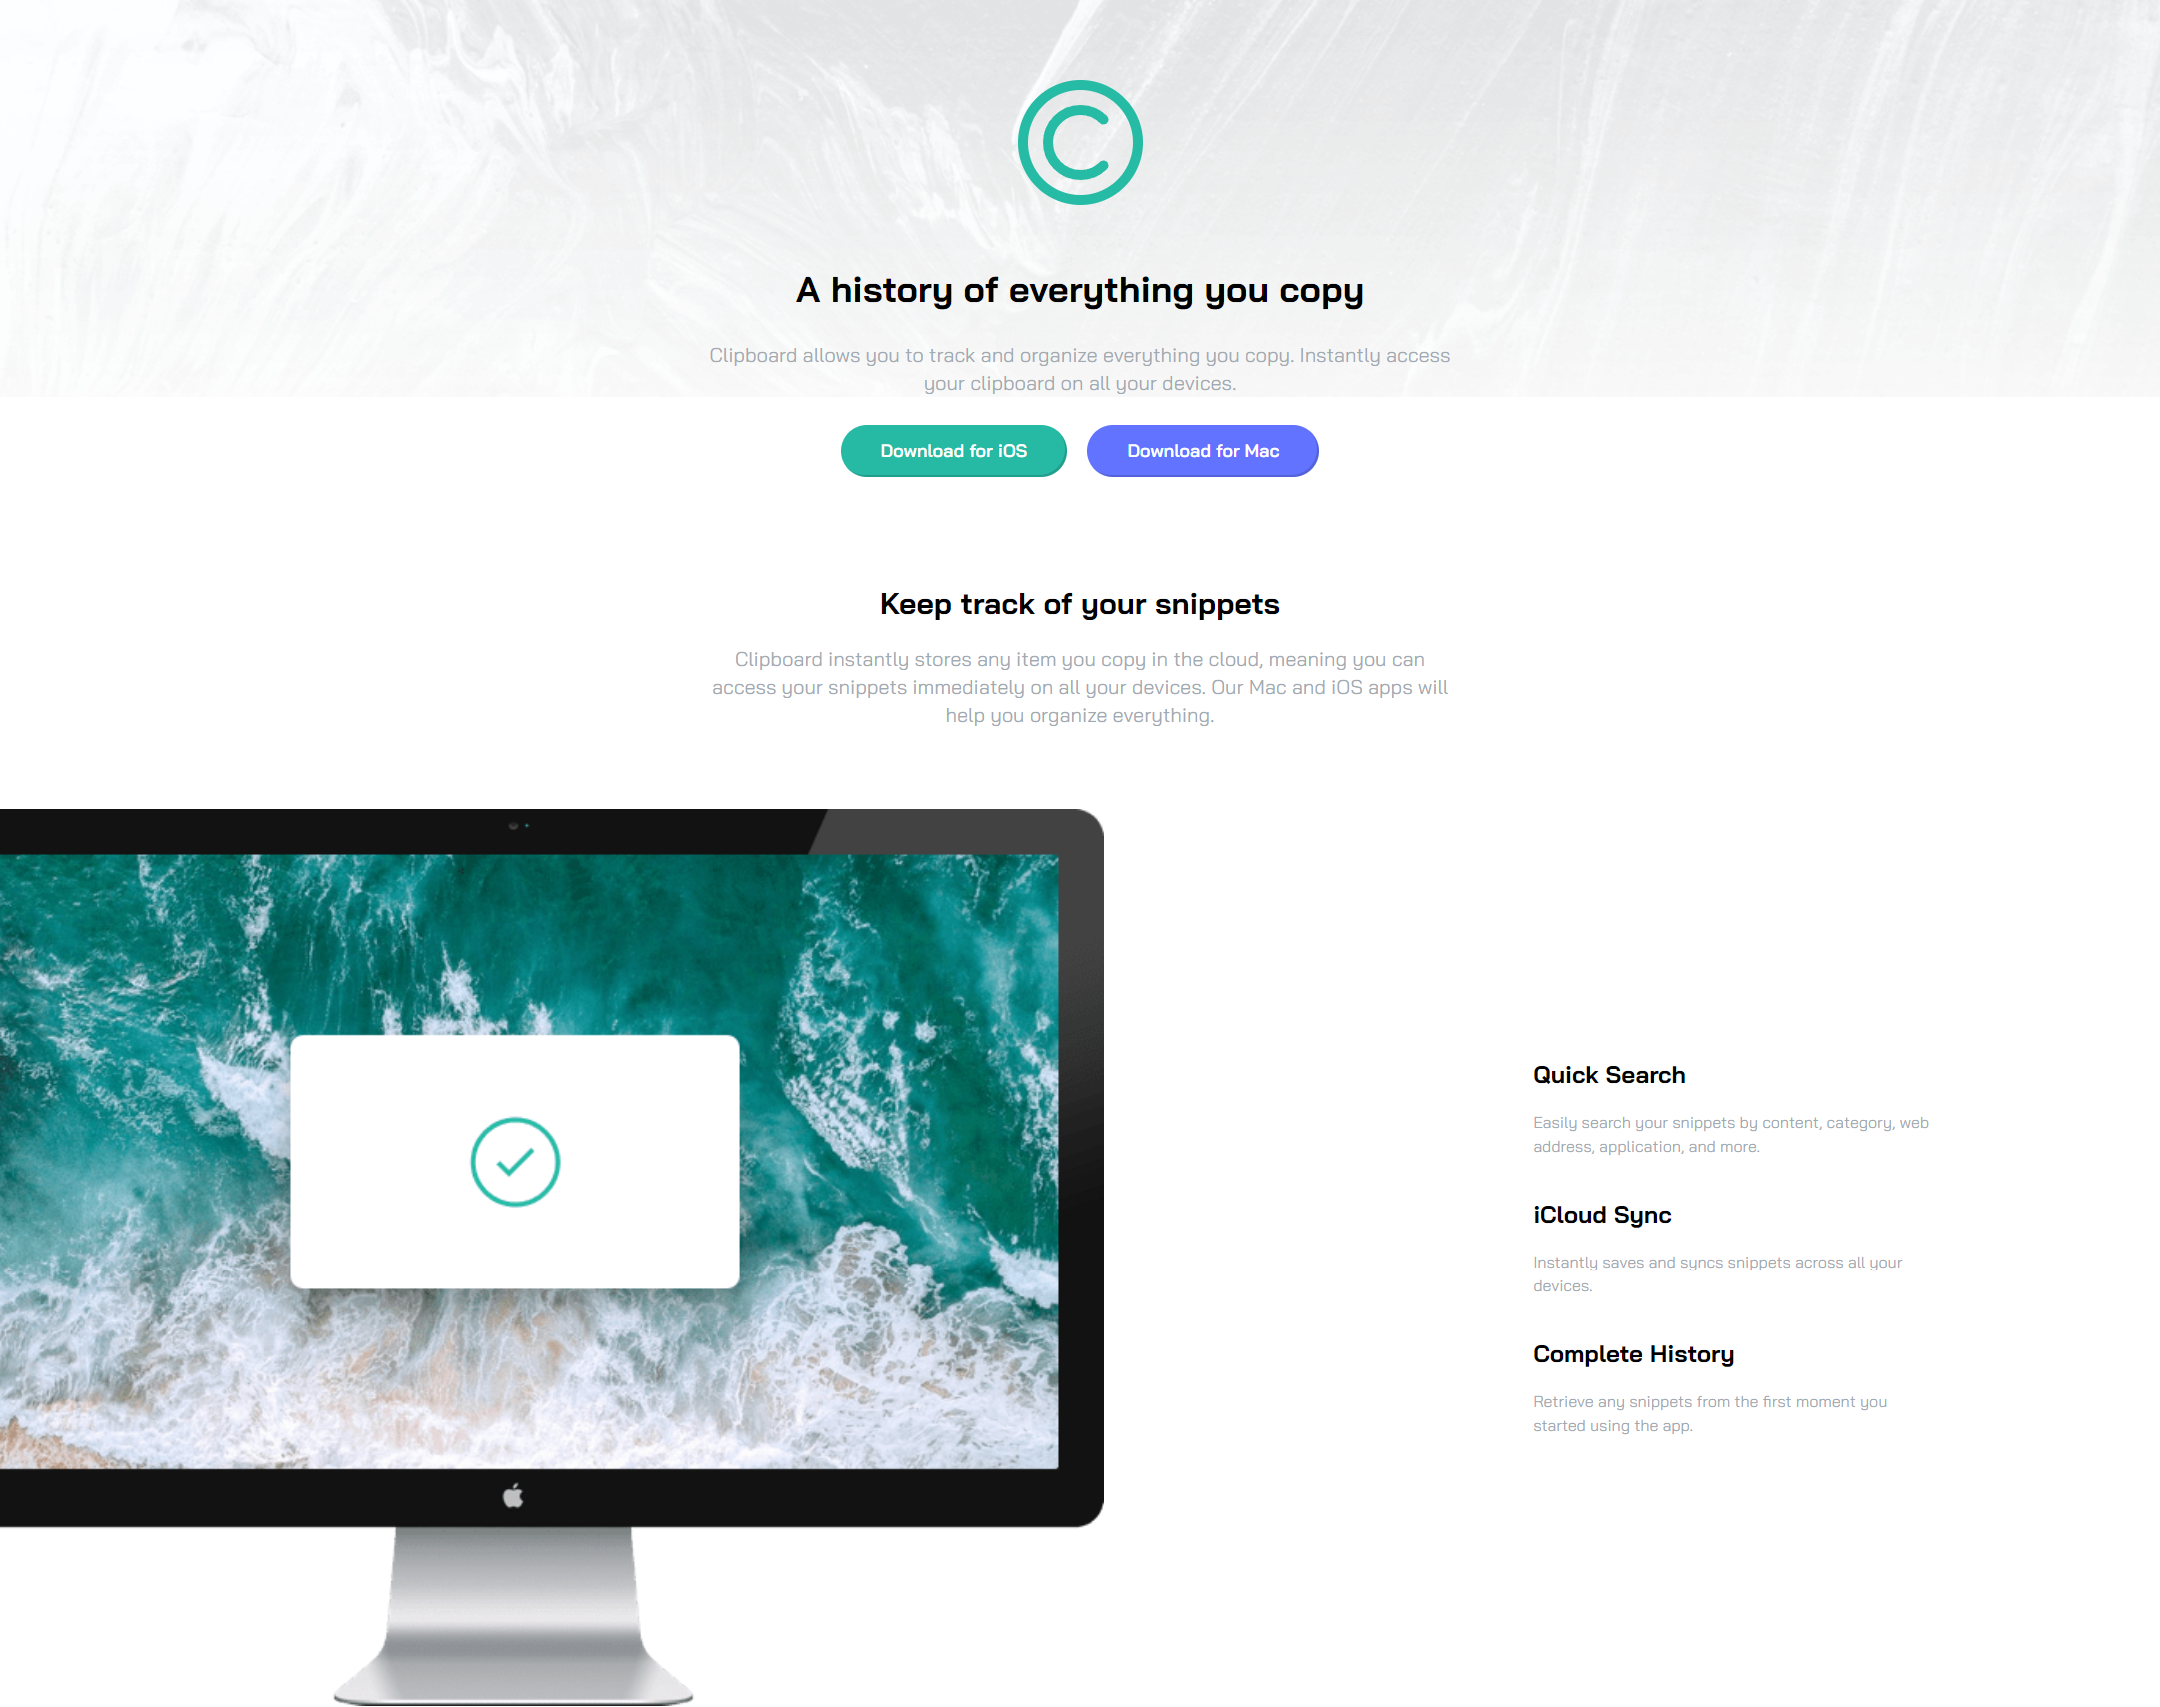 A history of everything you copy
Clipboard allows you to track and organize everything you copy. Instantly access
your clipboard on all your devices.
Download for iOS
Download for Mac
Keep track of your snippets
Clipboard instantly stores any item you copy in the cloud, meaning you can
access your snippets immediately on all your devices. Our Mac and iOS apps will
help you organize everything.
Quick Search
Easily search your snippets by content, category, web
address, application, and more.
iCloud Sync
Instantly saves and syncs snippets across all your
devices.
Complete History
Retrieve any snippets from the first moment you
started using the app.